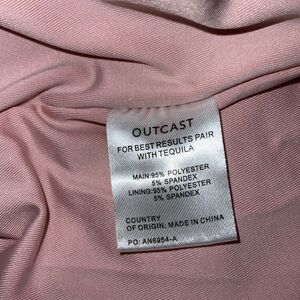 OUTCAST
FOR BEST RESULTS PAIR
WITH TEQUILA
MAIN:95% POLYESTER
5% SPANDEX
LINING:95% POLYESTER
5% SPANDEX
COUNTRY
OF ORIGIN: MADE IN CHINA
PO: AN6954-A